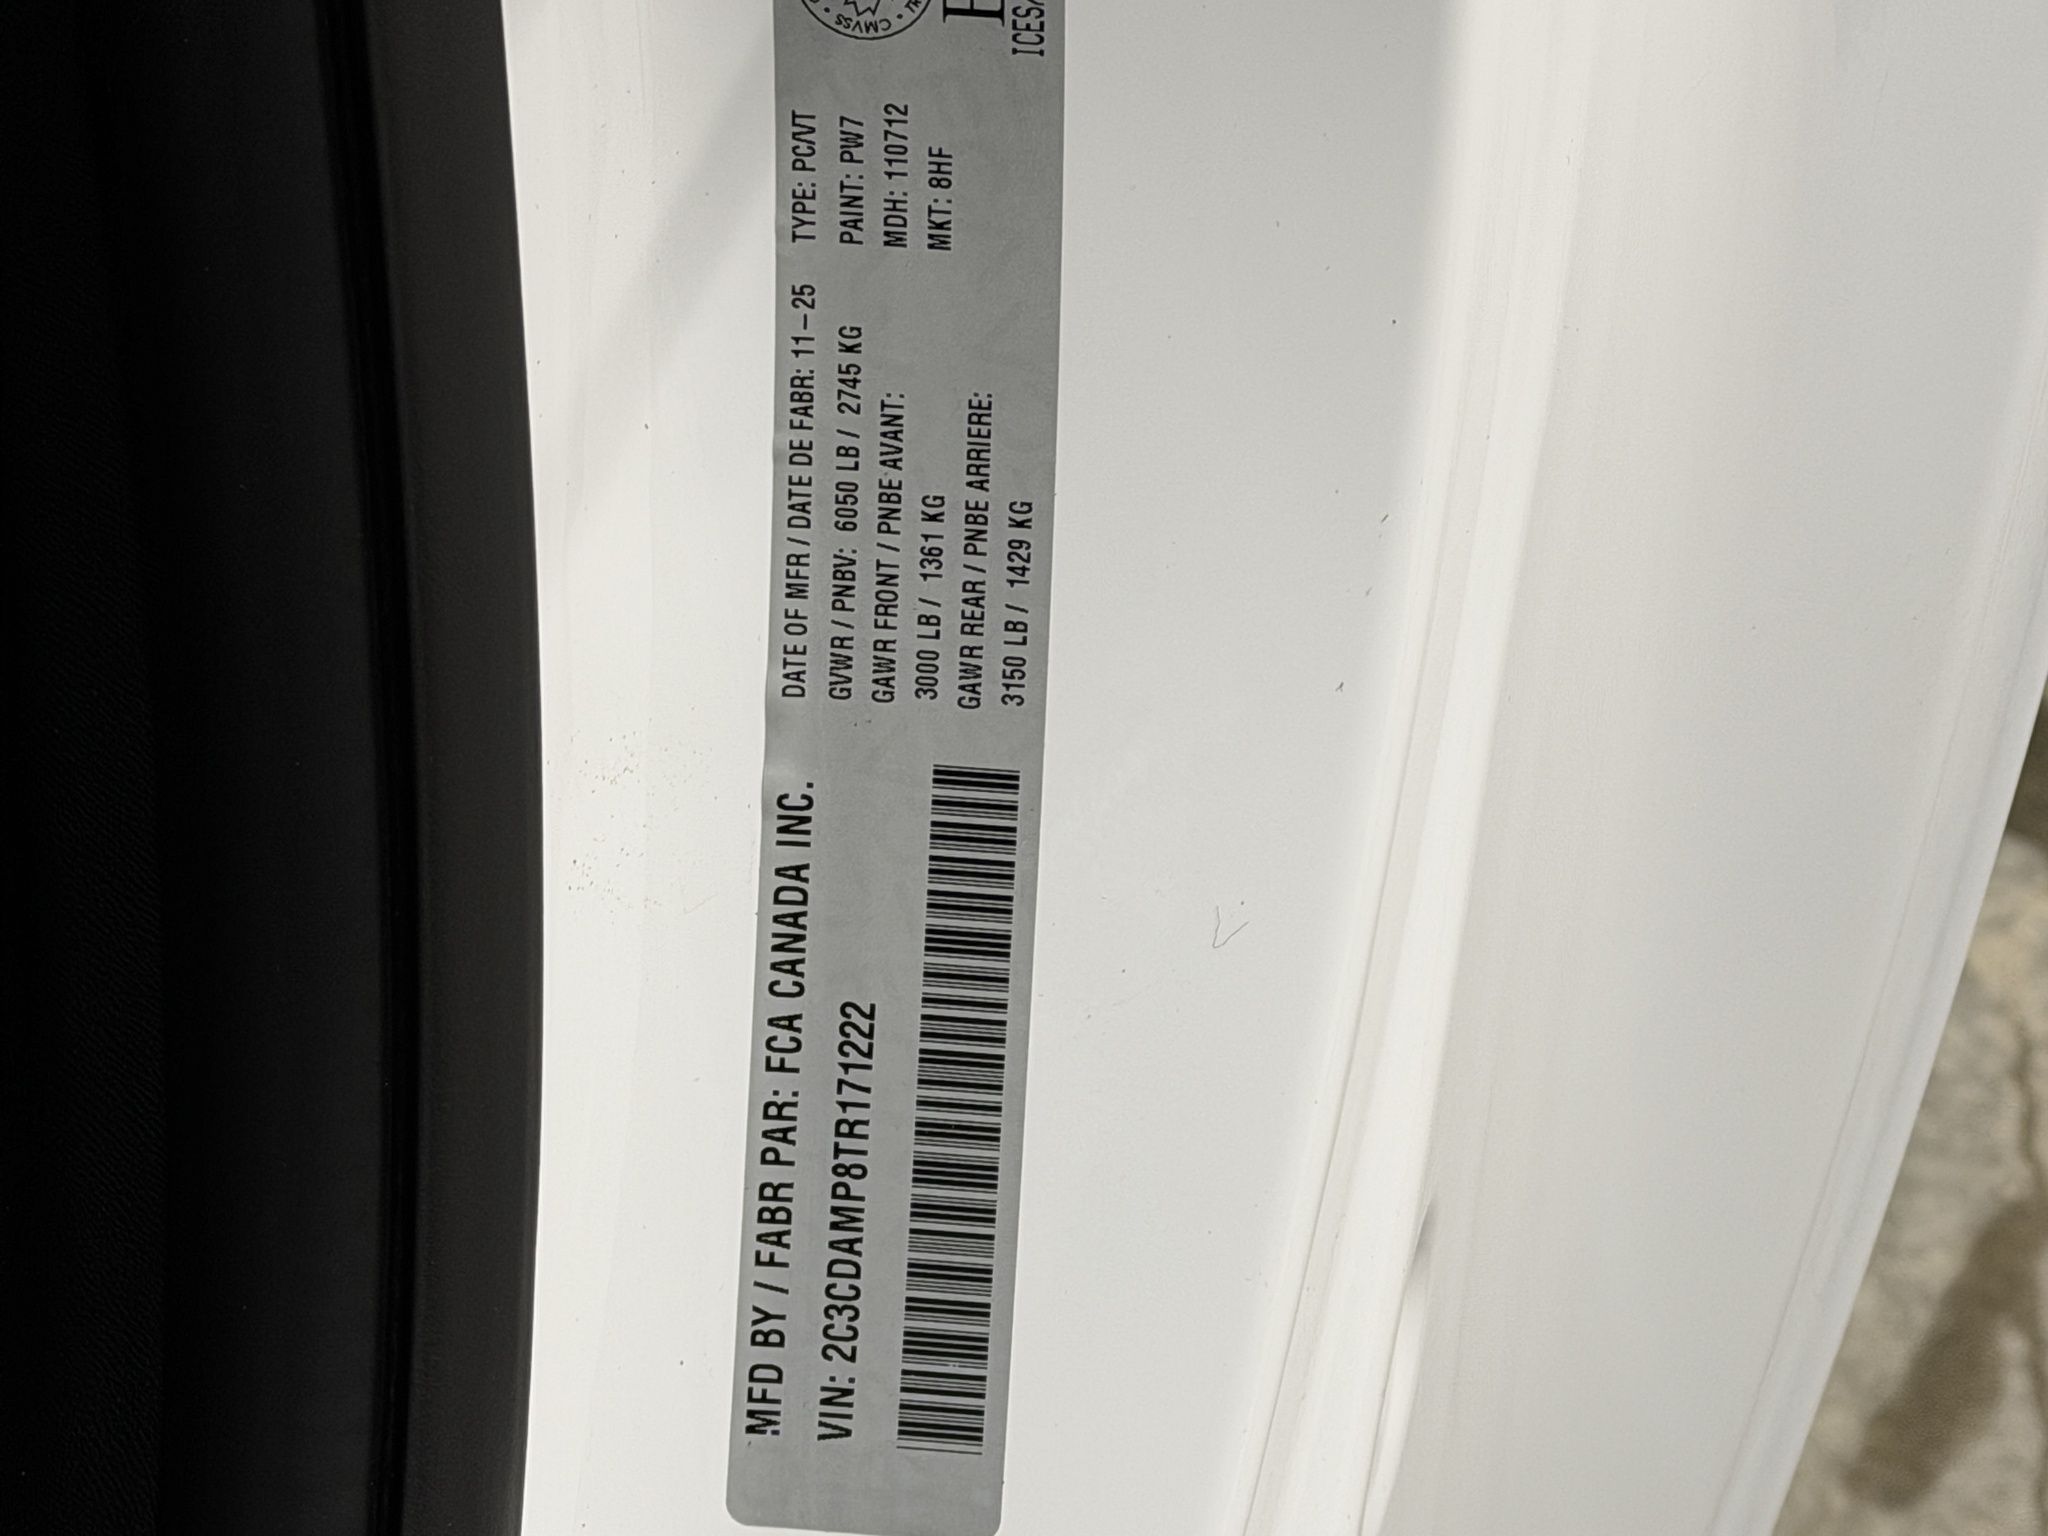 MFD BY / FABR PAR: FCA CANADA INC.
VIN: 2C3CDAMP8TR171222
DATE OF MFR / DATE DE FABR: 11-25
GVWR / PNBV: 6050 LB / 2745 KG
GAWR FRONT / PNBE AVANT:
3000 LB / 1361 KG
GAWR REAR / PNBE ARRIERE:
3150 LB / 1429 KG
TYPE: PC/VT
PAINT: PW7
MDH: 110712
MKT: 8HF
CMVSS
ICES/